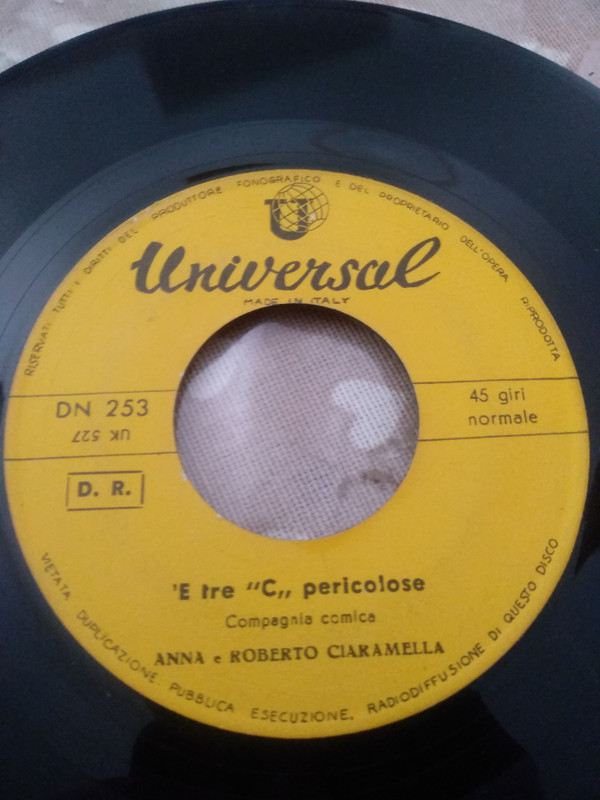 RISERVATI TUTTI I DIRITTI DEL PRODUTTORE FONOGRAFICO E DEL PROPRIETARIO DELL'OPERA RIPRODOTTA
U
Universal
MADE IN ITALY
DN 253
UK 527
45 giri
normale
D. R.
'E tre “C„ pericolose
Compagnia comica
ANNA e ROBERTO CIARAMELLA
VIETATA DUPLICAZIONE. PUBBLICA ESECUZIONE. RADIODIFFUSIONE DI QUESTO DISCO